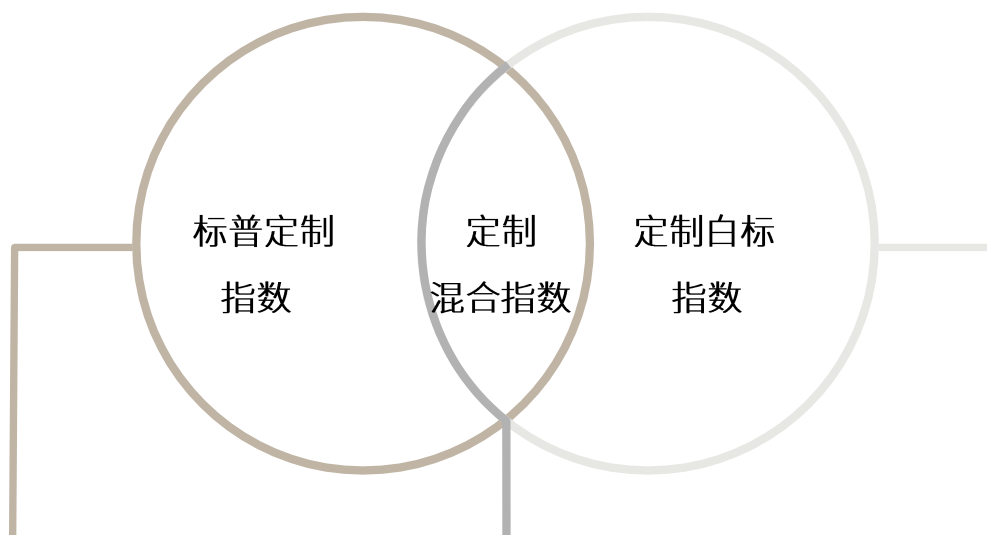 标普定制
指数
定制
混合指数
定制白标
指数